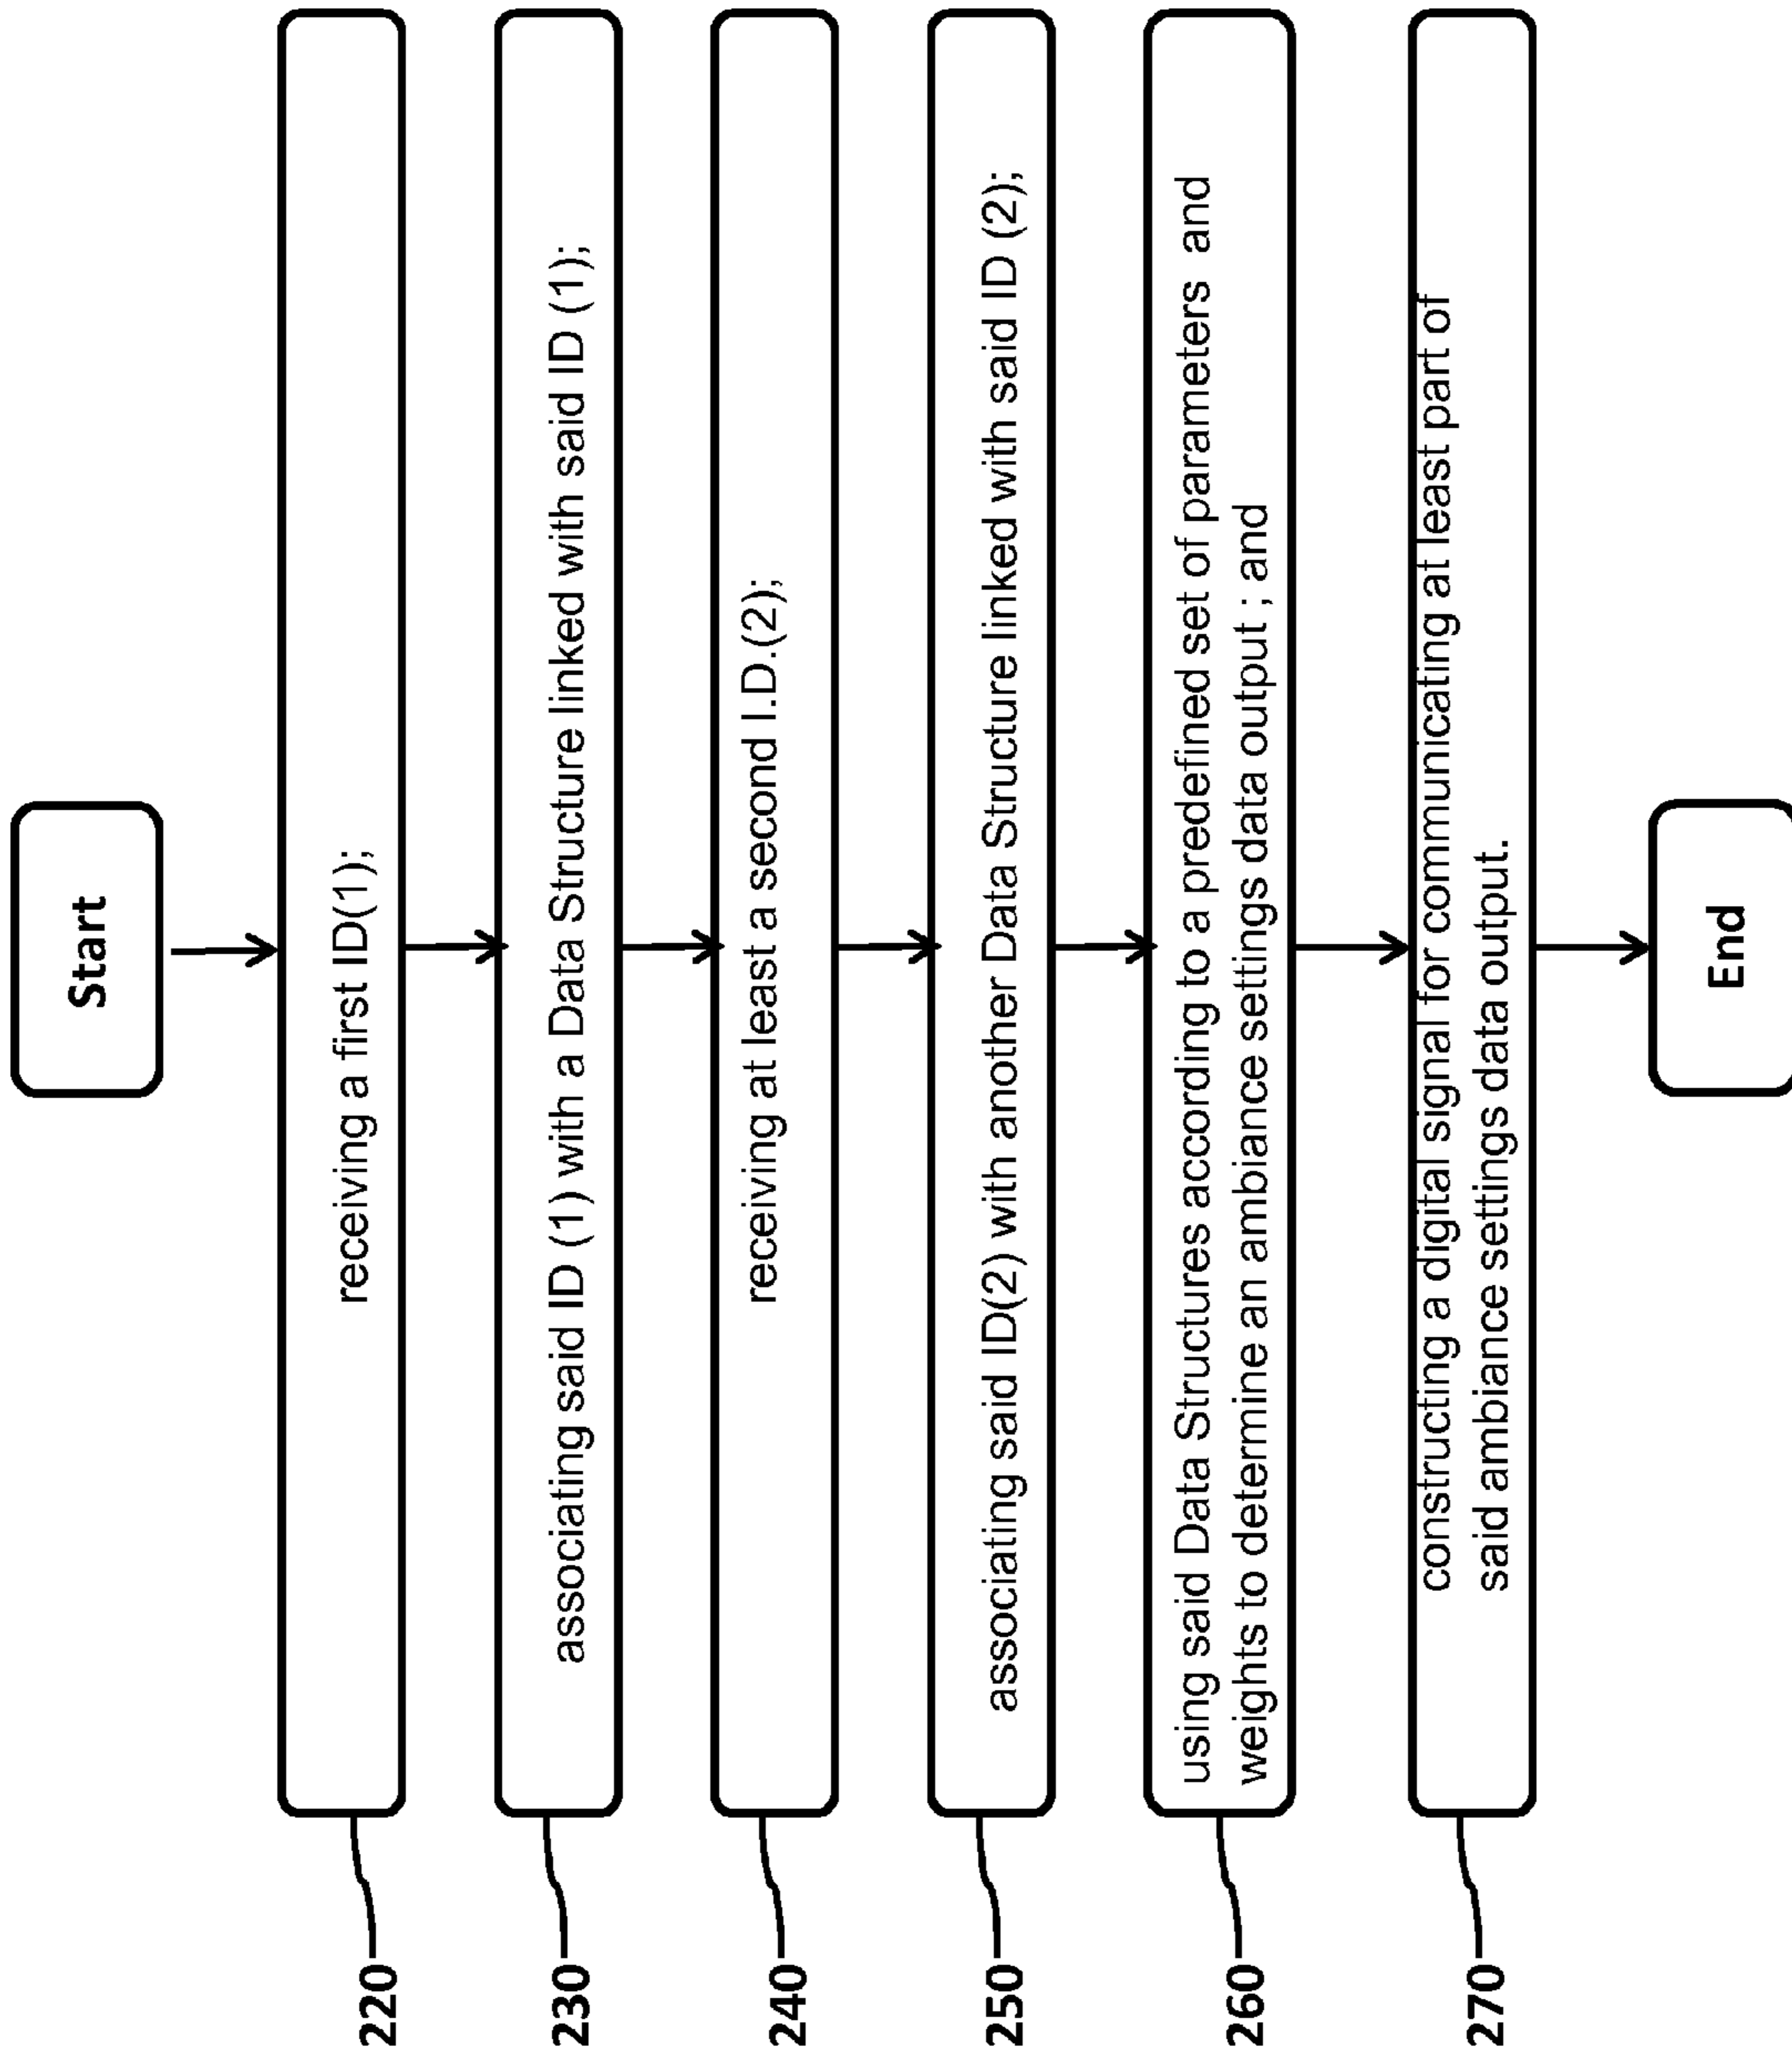 Start
220
receiving a first ID(1);
230
associating said ID (1) with a Data Structure linked with said ID (1);
240
receiving at least a second I.D.(2);
250
associating said ID(2) with another Data Structure linked with said ID (2);
260
using said Data Structures according to a predefined set of parameters and
weights to determine an ambiance settings data output ; and
270
constructing a digital signal for communicating at least part of
said ambiance settings data output.
End